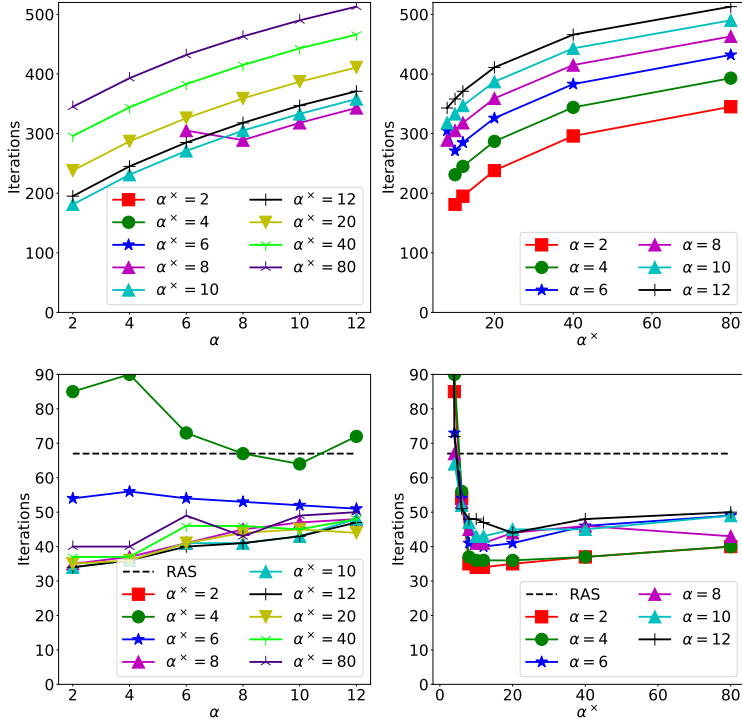 500
400
300
200
100
0
Iterations
2 4 6 8 10 12
α
α× = 2
α× = 4
α× = 6
α× = 8
α× = 10
α× = 12
α× = 20
α× = 40
α× = 80
500
400
300
200
100
0
Iterations
20 40 60 80
α×
α = 2
α = 4
α = 6
α = 8
α = 10
α = 12
90
80
70
60
50
40
30
20
10
0
Iterations
2 4 6 8 10 12
α
RAS
α× = 2
α× = 4
α× = 6
α× = 8
α× = 10
α× = 12
α× = 20
α× = 40
α× = 80
90
80
70
60
50
40
30
20
10
0
Iterations
0 20 40 60 80
α×
RAS
α = 2
α = 4
α = 6
α = 8
α = 10
α = 12